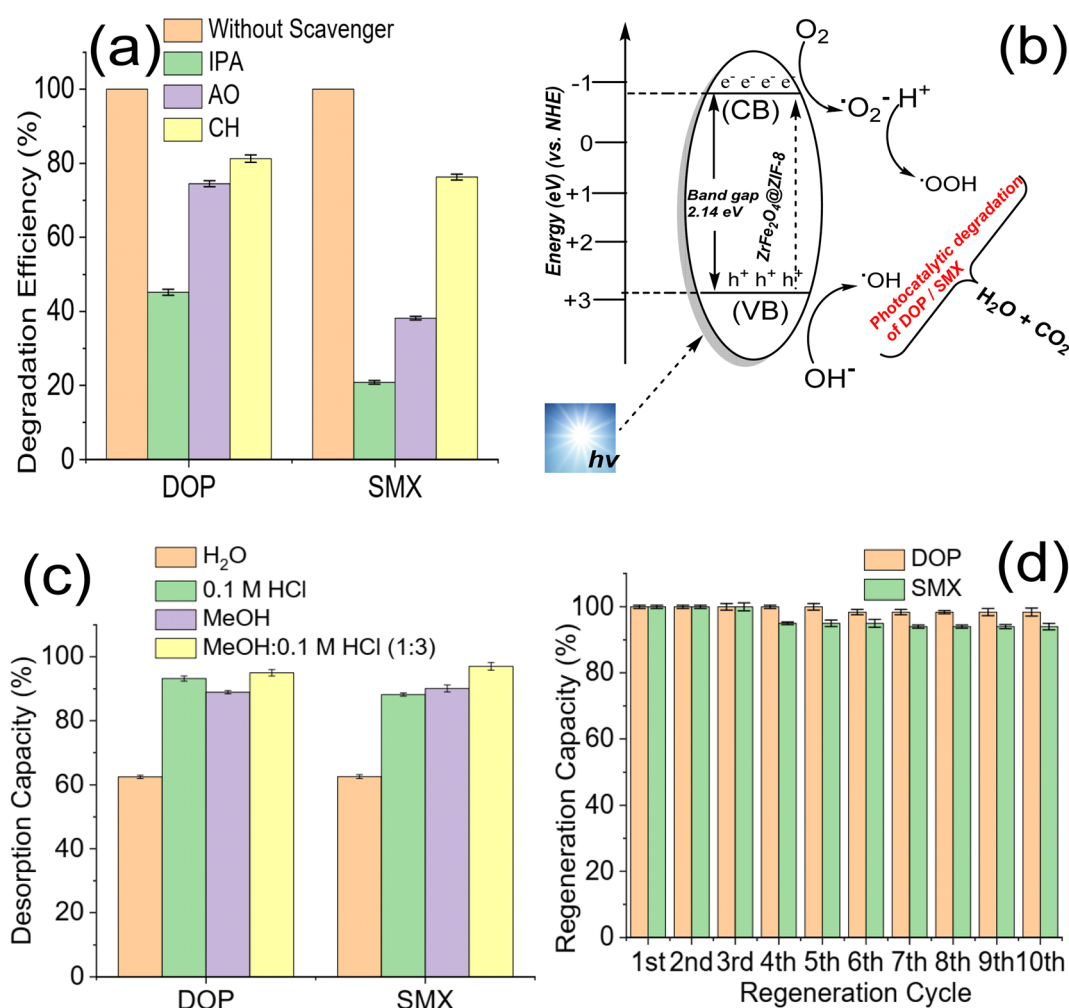 (a)
Without Scavenger
IPA
AO
CH
Degradation Efficiency (%)
100
80
60
40
20
0
DOP
SMX
(b)
Energy (eV) (vs. NHE)
-1
0
+1
+2
+3
O₂
e⁻ e⁻ e⁻ e⁻
(CB)
·O₂⁻ H⁺
·OOH
Band gap
2.14 eV
ZrFe₂O₄@ZIF-8
h⁺ h⁺ h⁺
(VB)
·OH
OH⁻
Photocatalytic degradation
of DOP / SMX
H₂O + CO₂
hv
(c)
H₂O
0.1 M HCl
MeOH
MeOH:0.1 M HCl (1:3)
Desorption Capacity (%)
100
80
60
40
20
0
DOP
SMX
(d)
DOP
SMX
Regeneration Capacity (%)
100
80
60
40
20
0
1st 2nd 3rd 4th 5th 6th 7th 8th 9th 10th
Regeneration Cycle